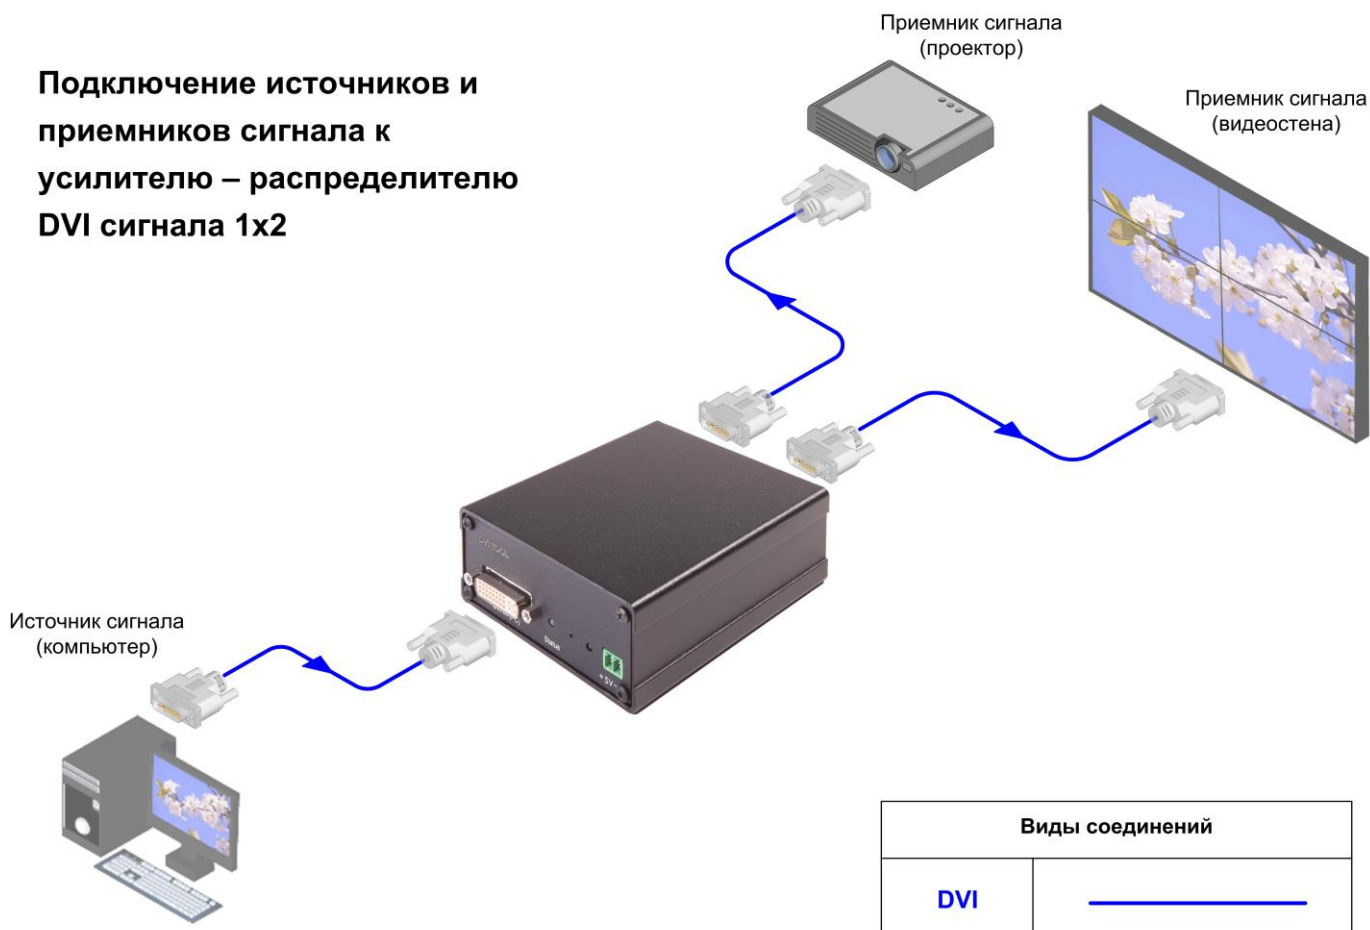 Подключение источников и
приемников сигнала к
усилителю – распределителю
DVI сигнала 1x2
Приемник сигнала
(проектор)
Приемник сигнала
(видеостена)
Источник сигнала
(компьютер)
Status
+5V-
Виды соединений
DVI